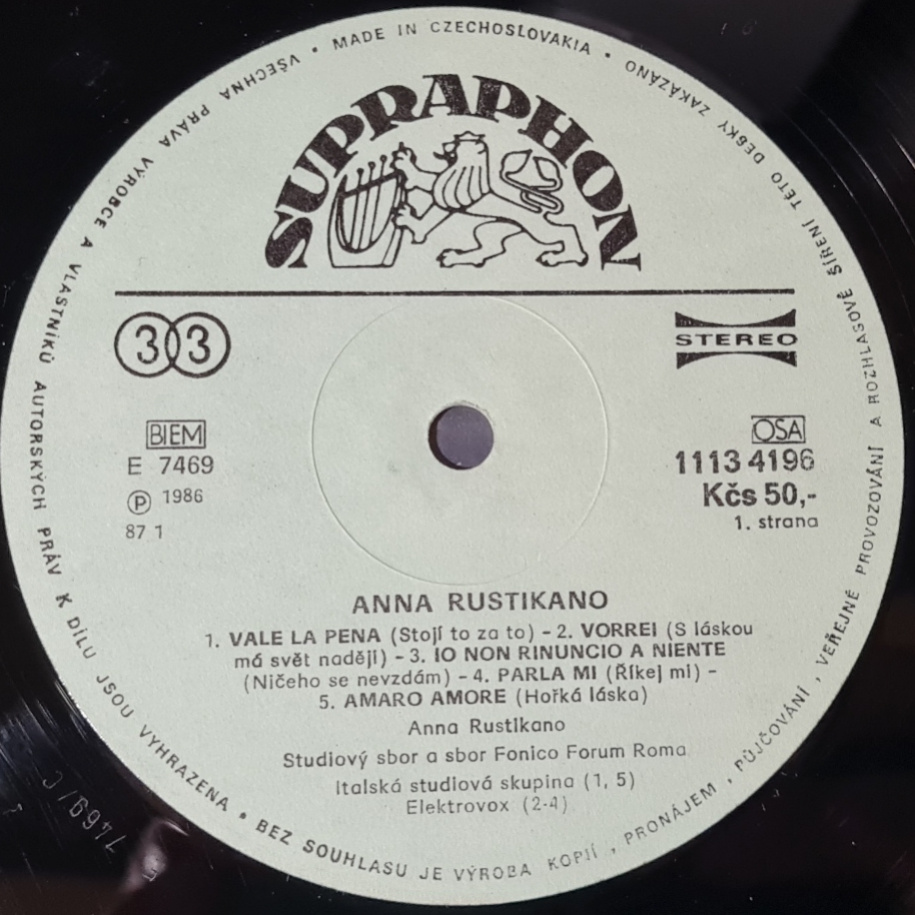 SUPRAPHON
33
STEREO
BIEM
E 7469
Ⓟ 1986
87 1
OSA
1113 4196
Kčs 50,-
1. strana
ANNA RUSTIKANO
1. VALE LA PENA (Stojí to za to) – 2. VORREI (S láskou
má svět naději) – 3. IO NON RINUNCIO A NIENTE
(Ničeho se nevzdám) – 4. PARLA MI (Říkej mi) –
5. AMARO AMORE (Hořká láska)
Anna Rustikano
Studiový sbor a sbor Fonico Forum Roma
Italská studiová skupina (1, 5)
Elektrovox (2-4)
MADE IN CZECHOSLOVAKIA • VŠECHNA PRÁVA VÝROBCE A VLASTNÍKŮ AUTORSKÝCH PRÁV K DÍLU JSOU VYHRAZENA • BEZ SOUHLASU JE VÝROBA KOPIÍ, PRONÁJEM, PŮJČOVÁNÍ, VEŘEJNÉ PROVOZOVÁNÍ A ROZHLASOVÉ ŠÍŘENÍ TÉTO DESKY ZAKÁZÁNO •